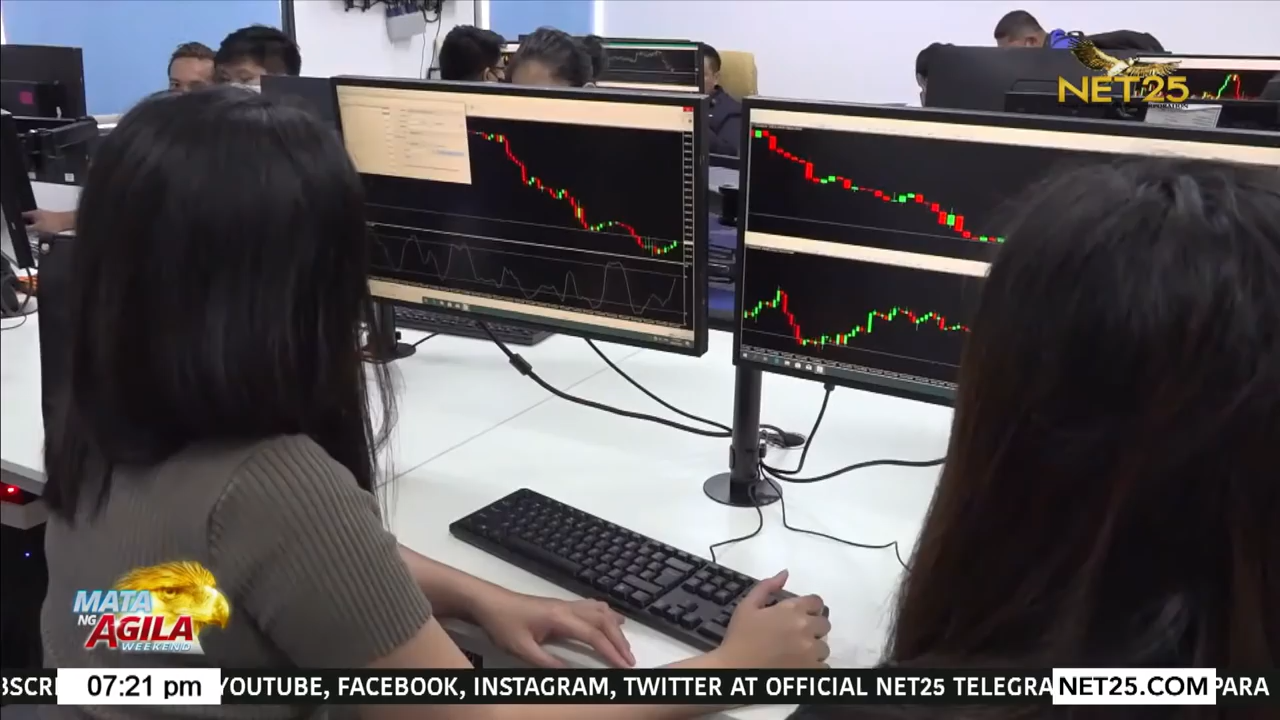 NET25
MATA
NG
AGILA
WEEKEND
BSCRI
07:21 pm
YOUTUBE, FACEBOOK, INSTAGRAM, TWITTER AT OFFICIAL NET25 TELEGRA
NET25.COM
PARA